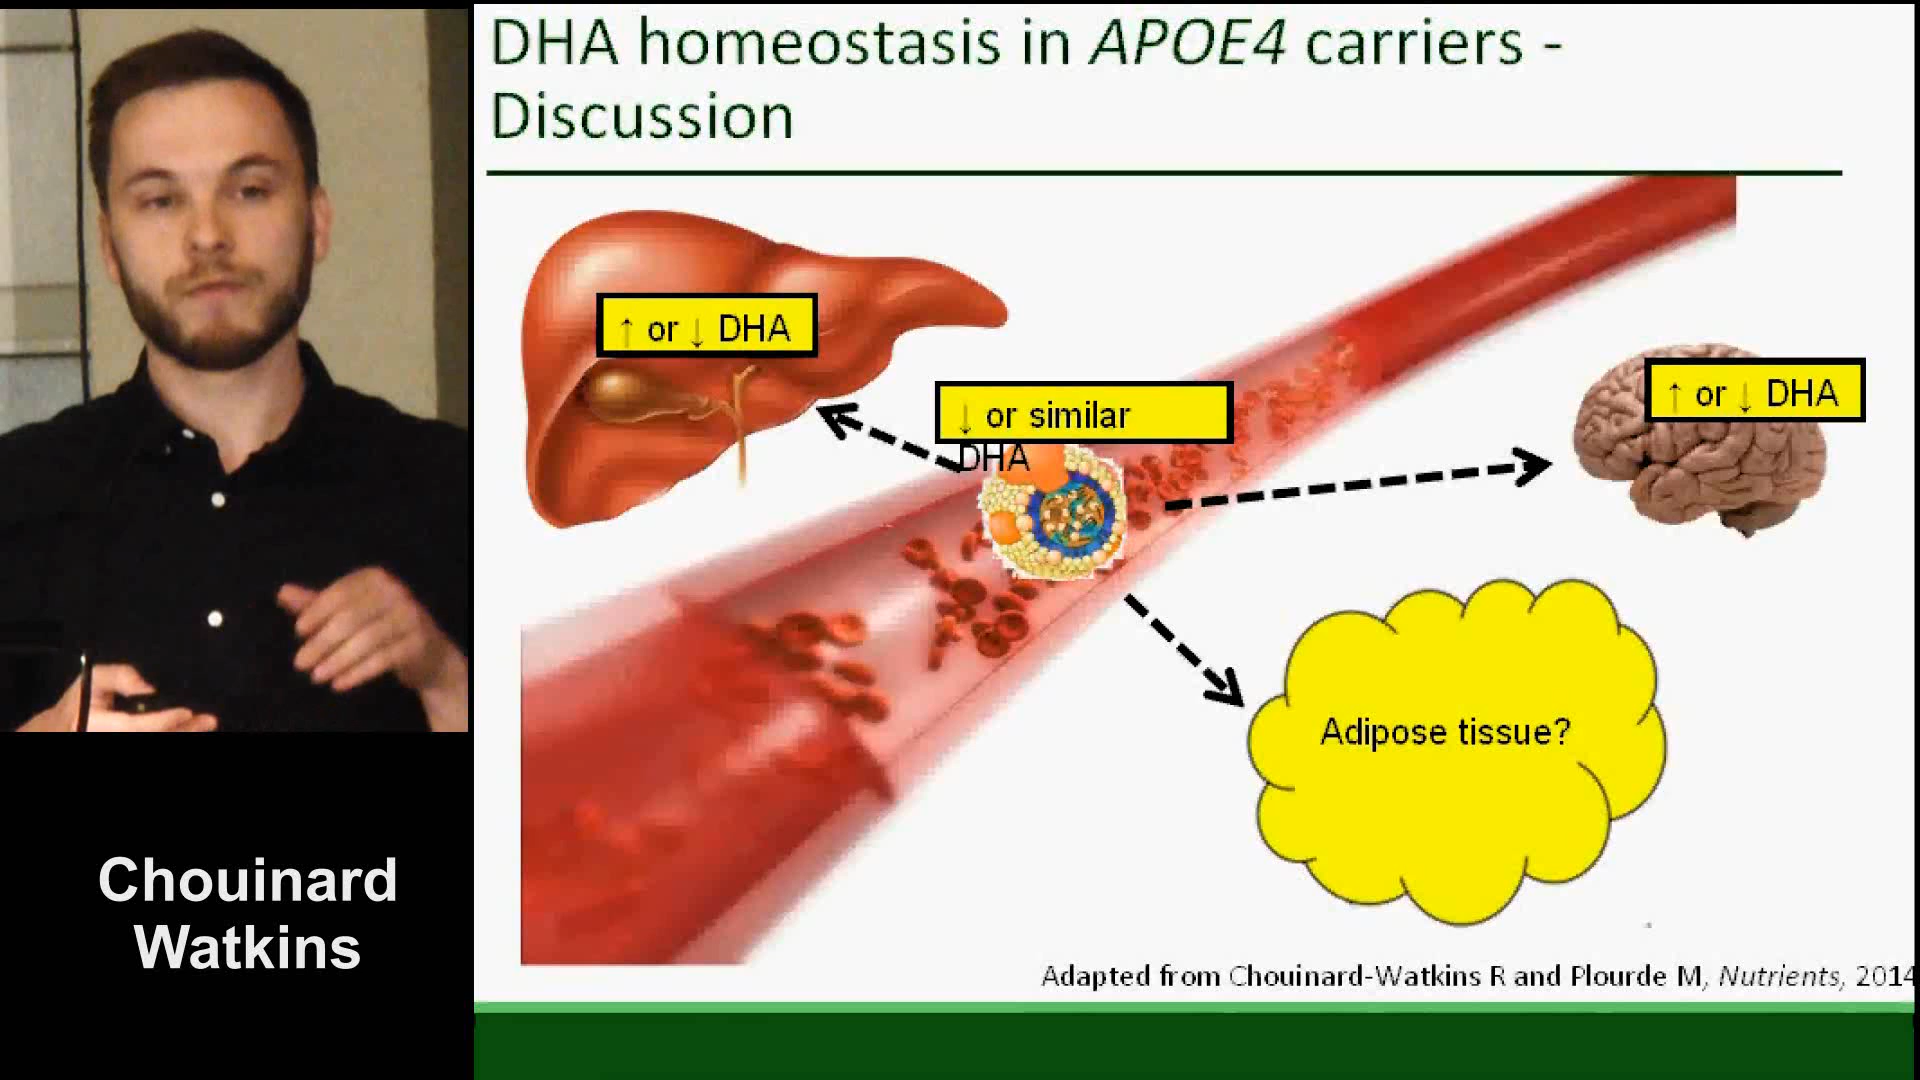 DHA homeostasis in APOE4 carriers -
Discussion
↑ or ↓ DHA
↓ or similar
DHA
↑ or ↓ DHA
Adipose tissue?
Adapted from Chouinard-Watkins R and Plourde M, Nutrients, 2014
Chouinard
Watkins